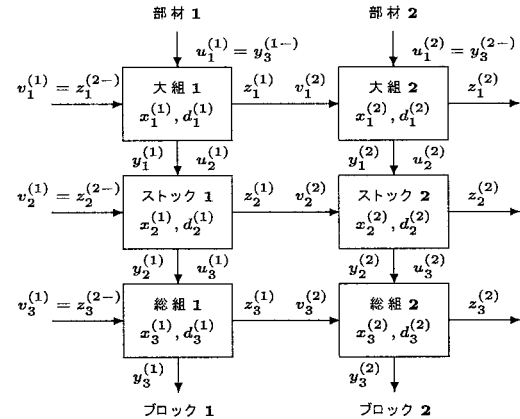 部材 1 部材 2
u_1^{(1)} = y_3^{(1-)} u_1^{(2)} = y_3^{(2-)}
v_1^{(1)} = z_1^{(2-)} 大組 1 z_1^{(1)} v_1^{(2)} 大組 2 z_1^{(2)}
x_1^{(1)}, d_1^{(1)} x_1^{(2)}, d_1^{(2)}
y_1^{(1)} u_2^{(1)} y_1^{(2)} u_2^{(2)}
v_2^{(1)} = z_2^{(2-)} ストック 1 z_2^{(1)} v_2^{(2)} ストック 2 z_2^{(2)}
x_2^{(1)}, d_2^{(1)} x_2^{(2)}, d_2^{(2)}
y_2^{(1)} u_3^{(1)} y_2^{(2)} u_3^{(2)}
v_3^{(1)} = z_3^{(2-)} 総組 1 z_3^{(1)} v_3^{(2)} 総組 2 z_3^{(2)}
x_3^{(1)}, d_3^{(1)} x_3^{(2)}, d_3^{(2)}
y_3^{(1)} y_3^{(2)}
ブロック 1 ブロック 2